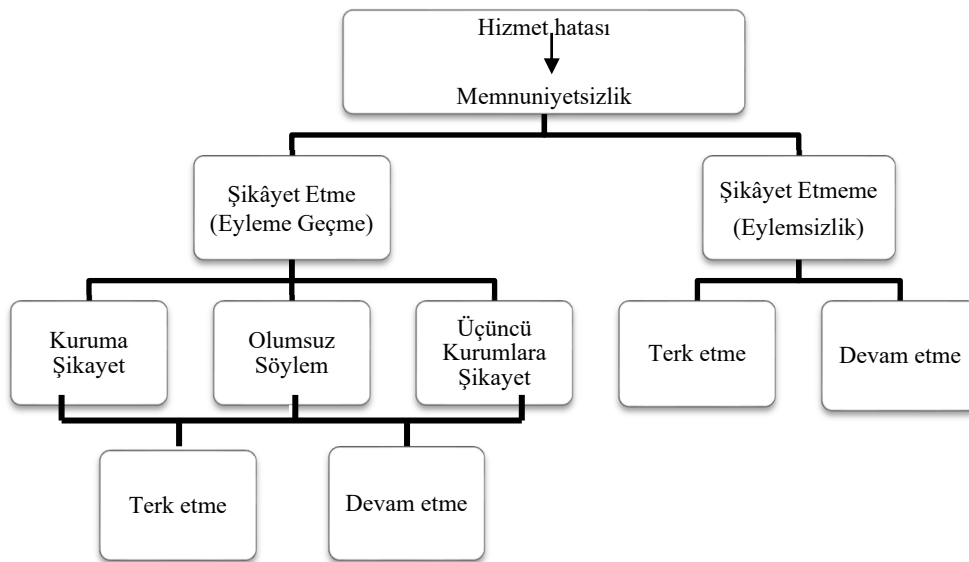 Hizmet hatası
Memnuniyetsizlik
Şikâyet Etme
(Eyleme Geçme)
Şikâyet Etmeme
(Eylemsizlik)
Kuruma
Şikayet
Olumsuz
Söylem
Üçüncü
Kurumlara
Şikayet
Terk etme
Devam etme
Terk etme
Devam etme